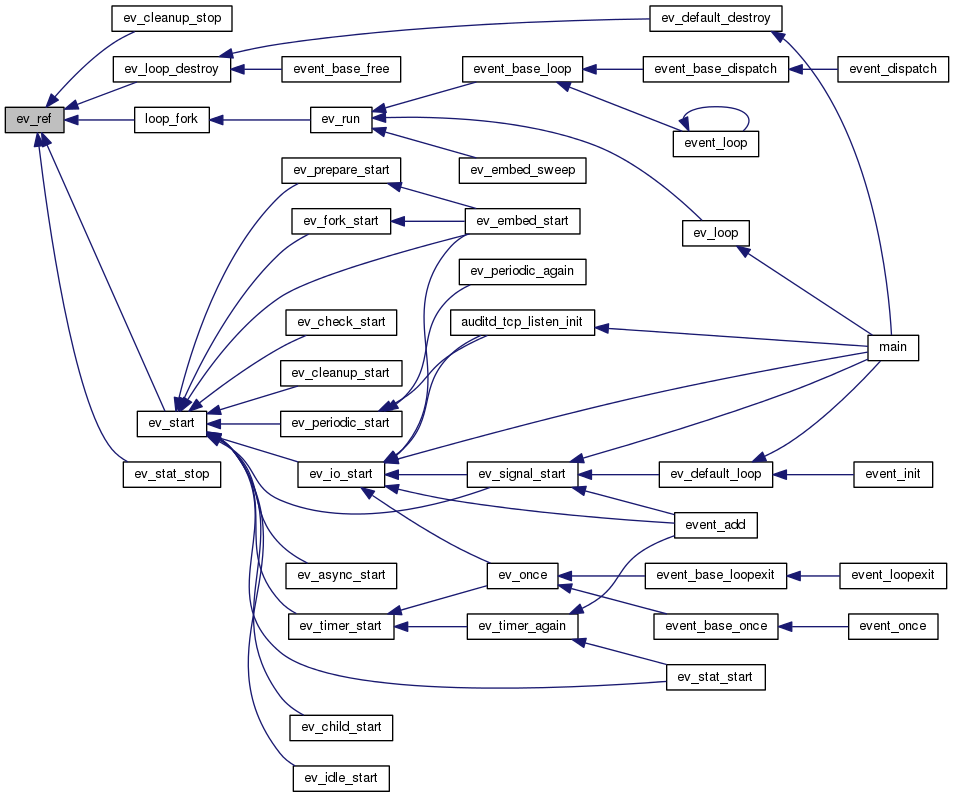 ev_cleanup_stop
ev_default_destroy
ev_loop_destroy
event_base_free
event_base_loop
event_base_dispatch
event_dispatch
ev_ref
loop_fork
ev_run
event_loop
ev_prepare_start
ev_embed_sweep
ev_fork_start
ev_embed_start
ev_loop
ev_periodic_again
ev_check_start
auditd_tcp_listen_init
main
ev_cleanup_start
ev_start
ev_periodic_start
ev_stat_stop
ev_io_start
ev_signal_start
ev_default_loop
event_init
event_add
ev_async_start
ev_once
event_base_loopexit
event_loopexit
ev_timer_start
ev_timer_again
event_base_once
event_once
ev_stat_start
ev_child_start
ev_idle_start